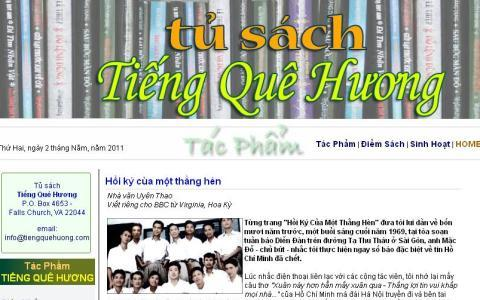 tủ sách
Tiếng Quê Hương
Thứ Hai, ngày 2 tháng Năm, năm 2011
Tác Phẩm
Tác Phẩm | Điểm Sách | Sinh Hoạt | HOME
Tủ sách
Tiếng Quê Hương
P.O. Box 4653 -
Falls Church, VA 22044
email:
info@tiengquehuong.com
Tác Phẩm
TIẾNG QUÊ HƯƠNG
Hồi ký của một thằng hèn
Nhà văn Uyên Thao
Viết riêng cho BBC từ Virginia, Hoa Kỳ
Từng trang "Hồi Ký Của Một Thằng Hèn" đưa tôi lui dần về bốn
mươi năm trước, một buổi sáng cuối năm 1969, tại tòa soạn
tuần báo Diễn Đàn trên đường Tạ Thu Thâu ở Sài Gòn, anh Mặc
Đỗ - chủ bút - nhắc tôi thực hiện ngay số báo đặc biệt về tin Hồ
Chí Minh đã chết.
Lúc nhấc điện thoại liên lạc với các cộng tác viên, tôi nhớ lại mấy câu
thơ "Xuân này hơn hẳn mấy xuân qua - Thắng lợi tin vui khắp
mọi nhà..." của Hồ Chí Minh mà đài Hà Nội truyền đi và bên tai